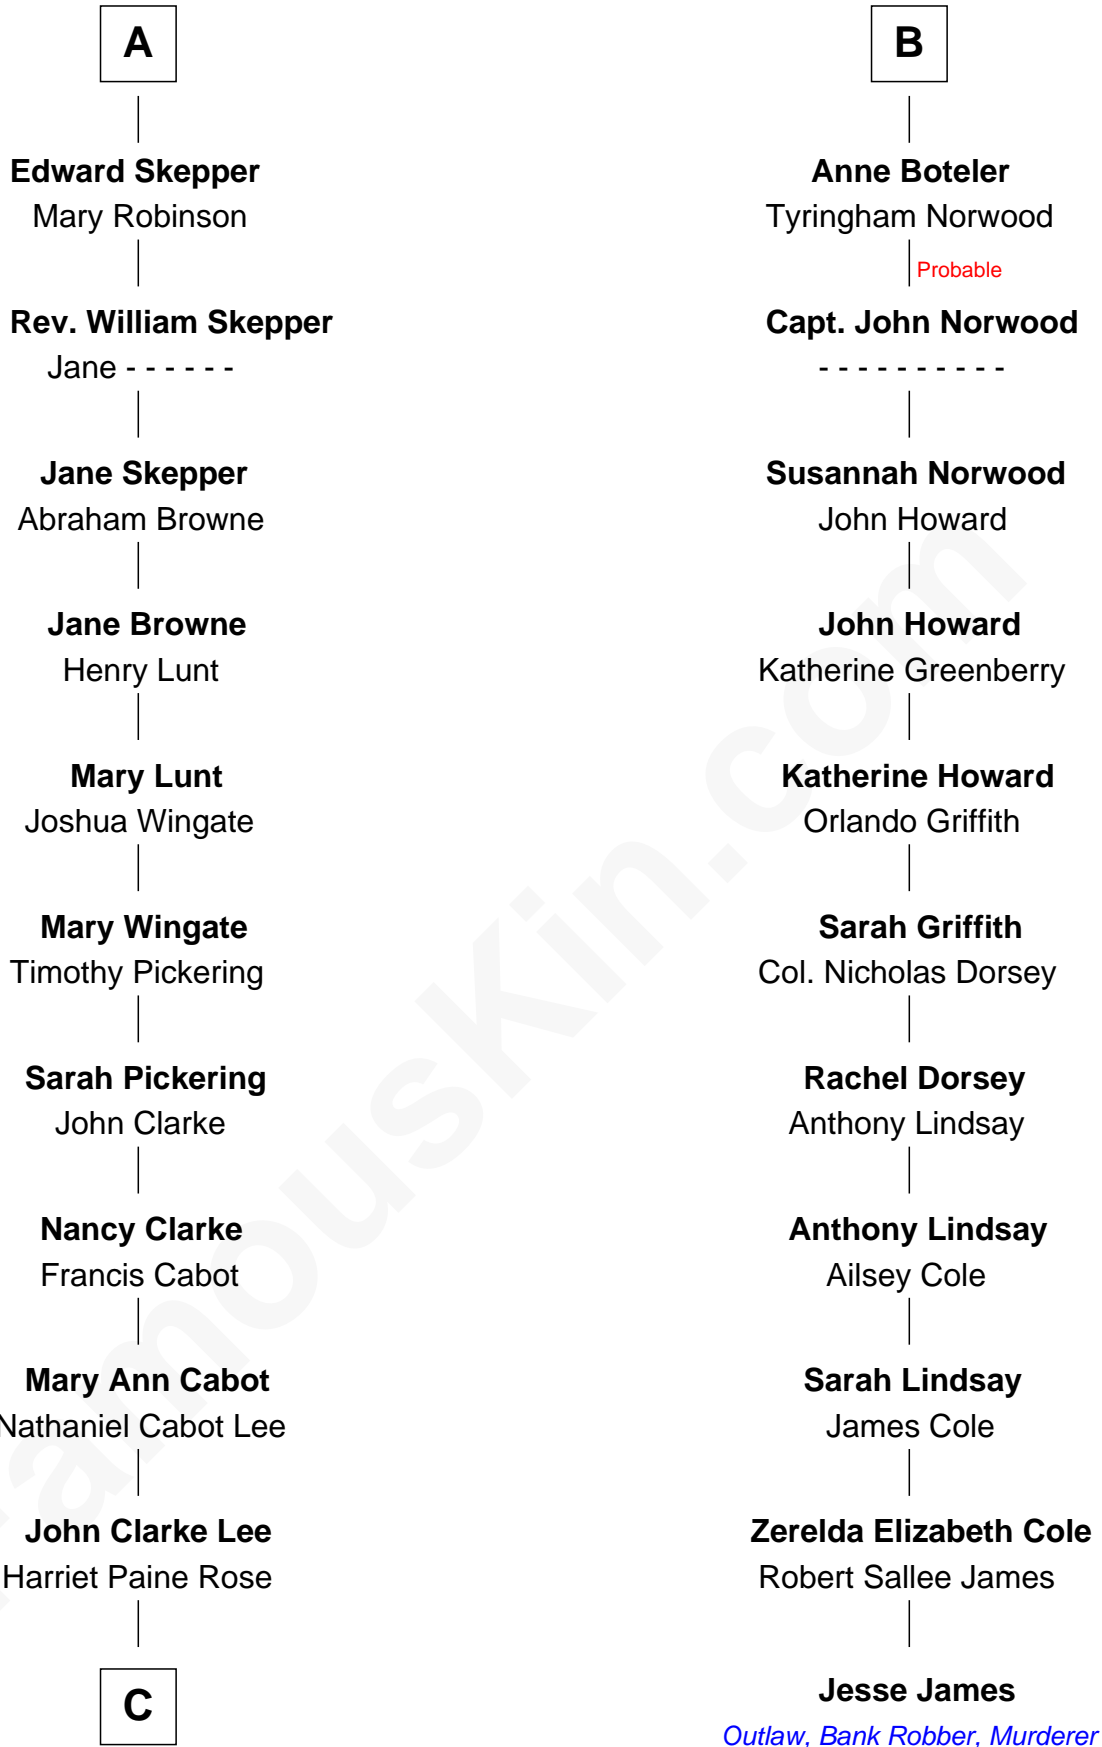 A
Edward Skepper
Mary Robinson
Rev. William Skepper
Jane - - - - - -
Jane Skepper
Abraham Browne
Jane Browne
Henry Lunt
Mary Lunt
Joshua Wingate
Mary Wingate
Timothy Pickering
Sarah Pickering
John Clarke
Nancy Clarke
Francis Cabot
Mary Ann Cabot
Nathaniel Cabot Lee
John Clarke Lee
Harriet Paine Rose
C
B
Anne Boteler
Tyringham Norwood
Probable
Capt. John Norwood
- - - - - - - - - -
Susannah Norwood
John Howard
John Howard
Katherine Greenberry
Katherine Howard
Orlando Griffith
Sarah Griffith
Col. Nicholas Dorsey
Rachel Dorsey
Anthony Lindsay
Anthony Lindsay
Ailsey Cole
Sarah Lindsay
James Cole
Zerelda Elizabeth Cole
Robert Sallee James
Jesse James
Outlaw, Bank Robber, Murderer
FamousKin.com